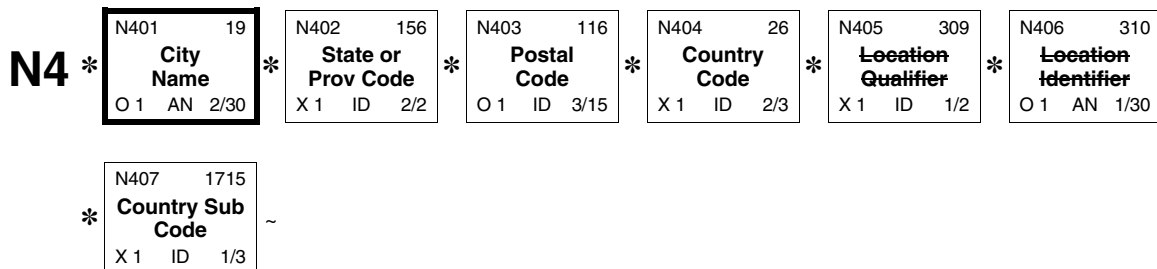 N401 19 N402 156 N403 116 N404 26 N405 309 N406 310
N4 * City Name * State or Prov Code * Postal Code * Country Code * Location Qualifier * Location Identifier
O 1 AN 2/30 X 1 ID 2/2 O 1 ID 3/15 X 1 ID 2/3 X 1 ID 1/2 O 1 AN 1/30
N407 1715
* Country Sub ~
Code
X 1 ID 1/3